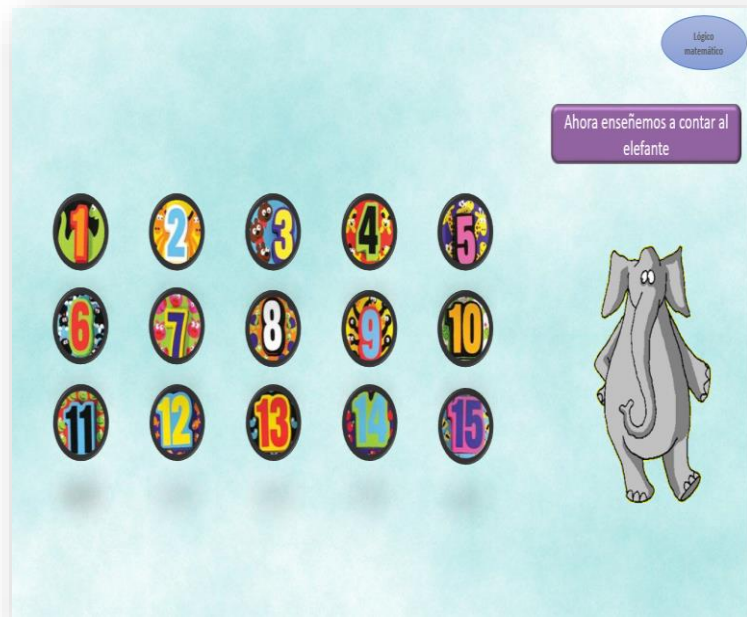 Lógico
matemático
Ahora enseñemos a contar al
elefante
1 2 3 4 5
6 7 8 9 10
11 12 13 14 15